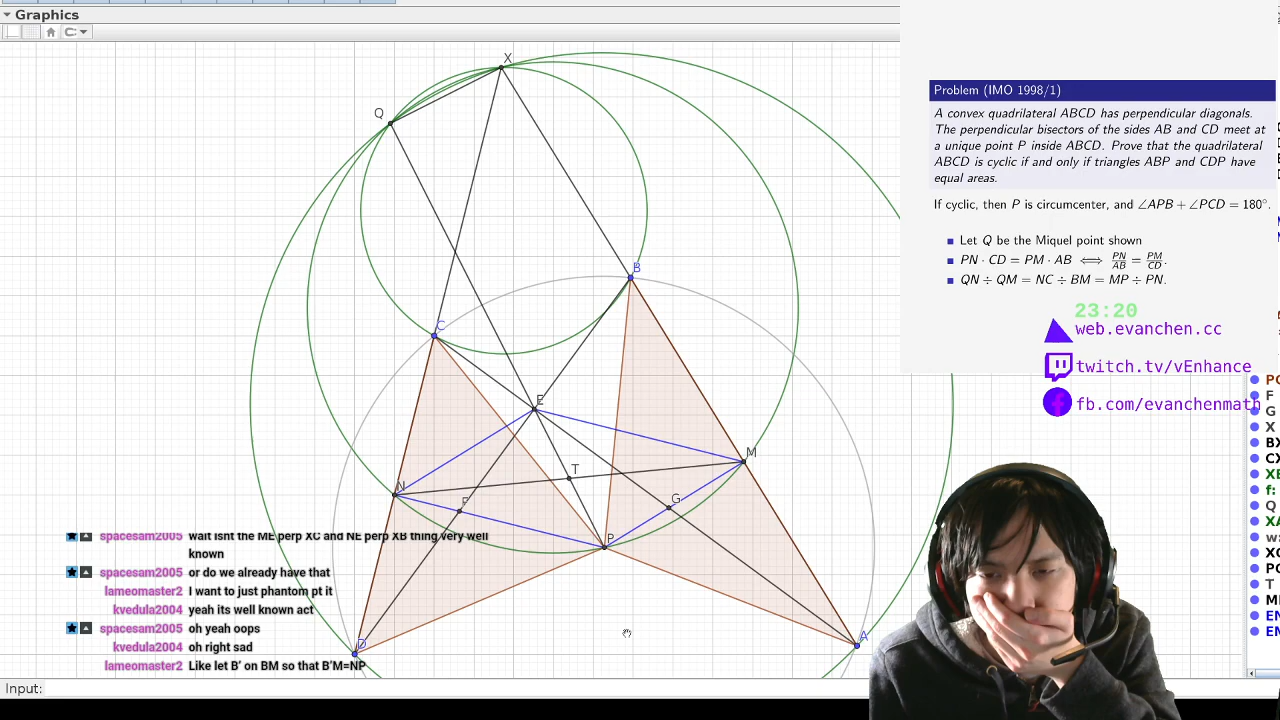 Graphics
X
Q
B
C
E
T
M
N
F
G
P
D
A
spacesam2005 wait isnt the ME perp XC and NE perp XB thing very well
known
spacesam2005 or do we already have that
lameomaster2 I want to just phantom pt it
kvedula2004 yeah its well known act
spacesam2005 oh yeah oops
kvedula2004 oh right sad
lameomaster2 Like let B' on BM so that B'M=NP
Input:
Problem (IMO 1998/1)
A convex quadrilateral ABCD has perpendicular diagonals.
The perpendicular bisectors of the sides AB and CD meet at
a unique point P inside ABCD. Prove that the quadrilateral
ABCD is cyclic if and only if triangles ABP and CDP have
equal areas.
If cyclic, then P is circumcenter, and ∠APB + ∠PCD = 180°.
Let Q be the Miquel point shown
PN · CD = PM · AB ⟺ PN/AB = PM/CD.
QN ÷ QM = NC ÷ BM = MP ÷ PN.
23:20
web.evanchen.cc
twitch.tv/vEnhance
fb.com/evanchenmath
F
G
X
Q
T